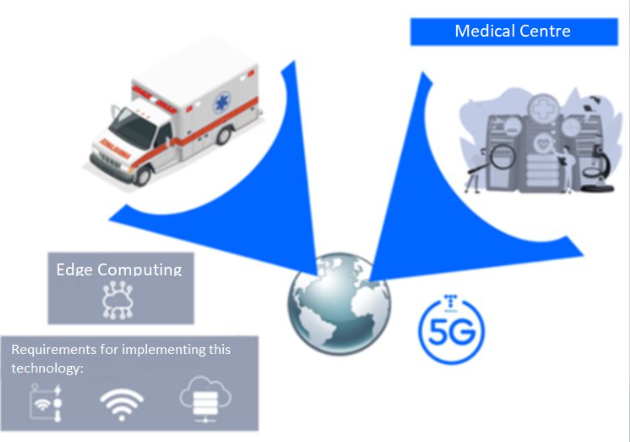 Medical Centre
Edge Computing
Requirements for implementing this
technology:
5G